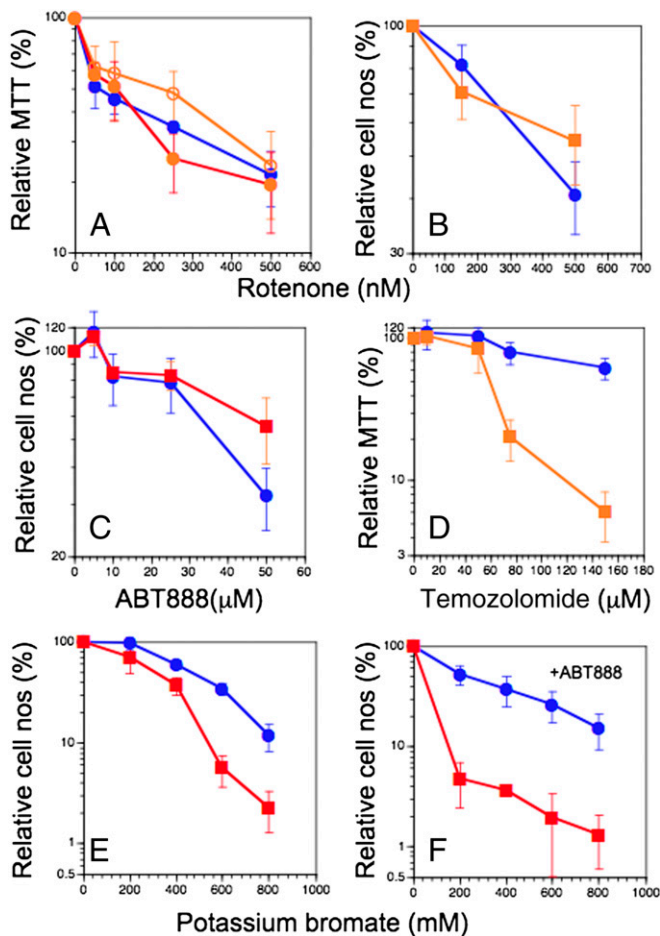 Relative MTT (%)
100
10
A
0 100 200 300 400 500 600
Relative cell nos (%)
100
30
B
0 100 200 300 400 500 600 700
Rotenone (nM)
Relative cell nos (%)
120
100
20
C
0 10 20 30 40 50 60
ABT888(μM)
Relative MTT (%)
120
100
10
3
D
0 20 40 60 80 100 120 140 160 180
Temozolomide (μM)
Relative cell nos (%)
100
10
1
0.5
E
0 200 400 600 800 1000
Relative cell nos (%)
100
10
1
0.5
+ABT888
F
0 200 400 600 800 1000
Potassium bromate (mM)